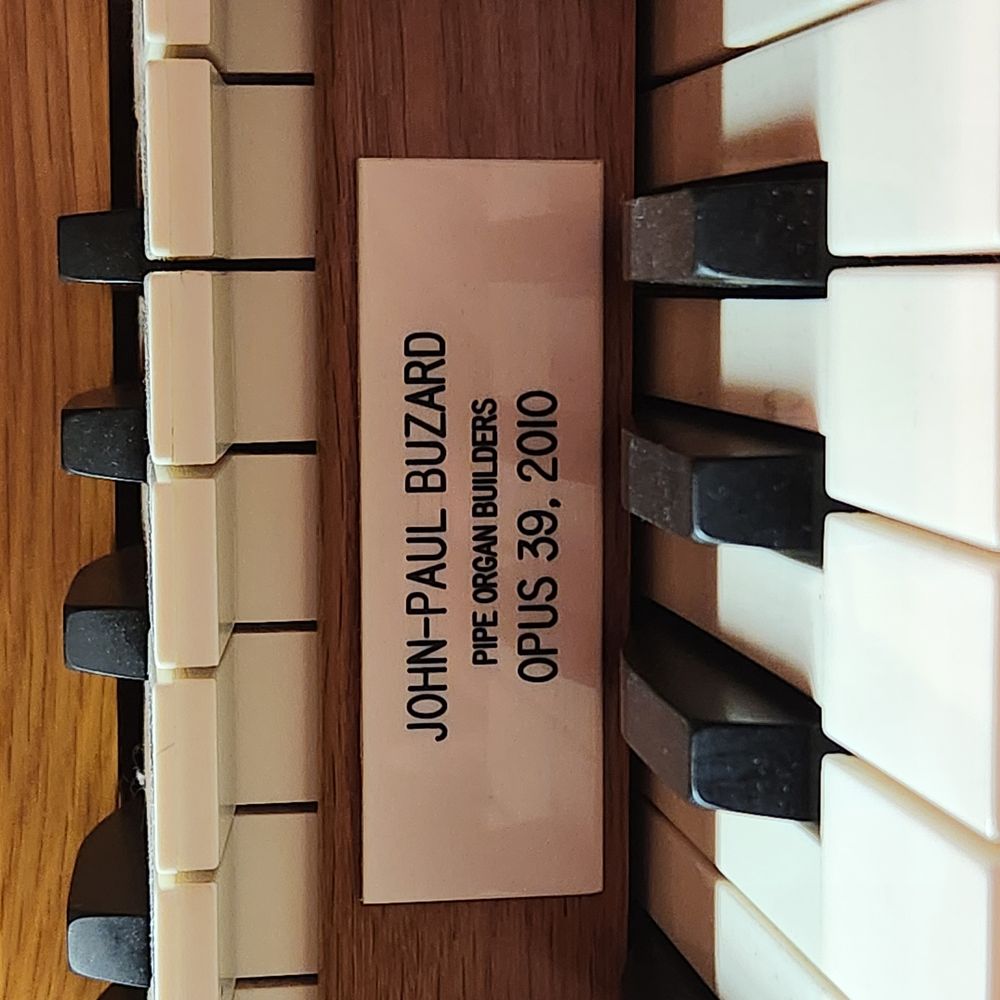 JOHN-PAUL BUZARD
PIPE ORGAN BUILDERS
OPUS 39, 2010